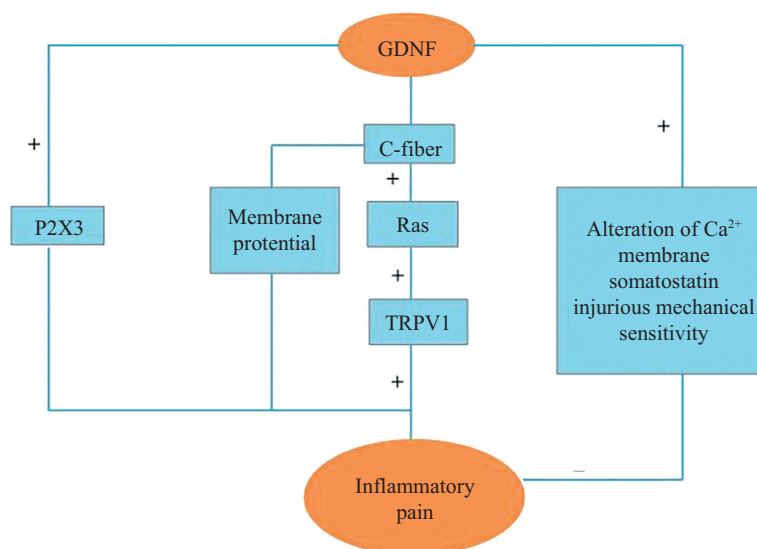 GDNF
+
+
C-fiber
+
P2X3
Membrane
protential
Ras
Alteration of Ca²⁺
membrane
somatostatin
injurious mechanical
sensitivity
+
TRPV1
+
−
Inflammatory
pain